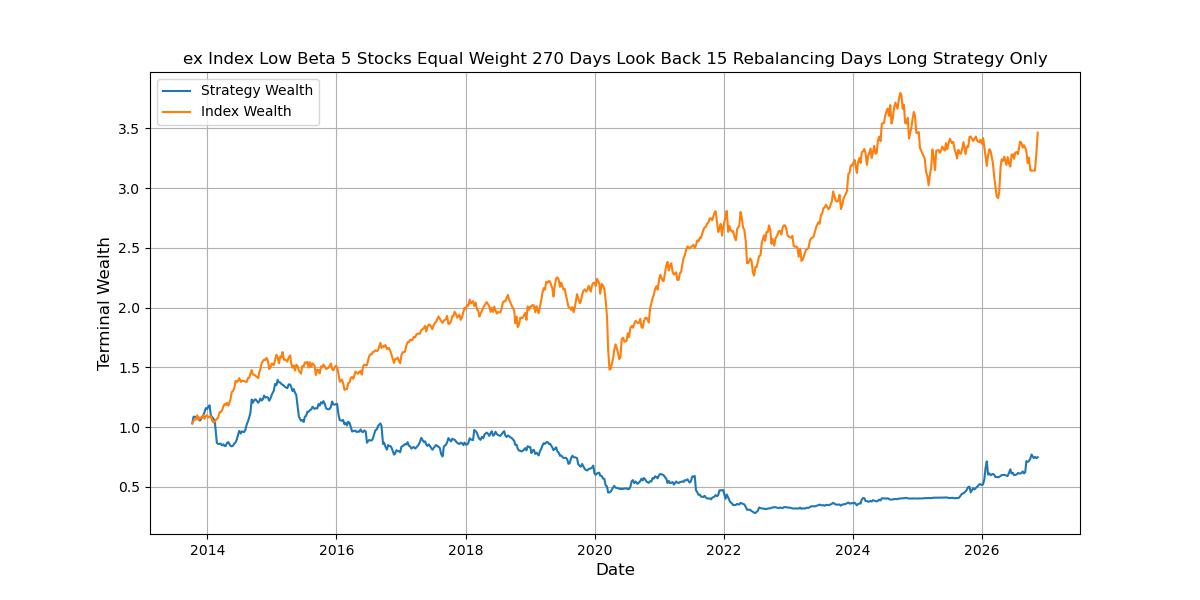 ex Index Low Beta 5 Stocks Equal Weight 270 Days Look Back 15 Rebalancing Days Long Strategy Only
Strategy Wealth
Index Wealth
Terminal Wealth
3.5
3.0
2.5
2.0
1.5
1.0
0.5
2014 2016 2018 2020 2022 2024 2026
Date